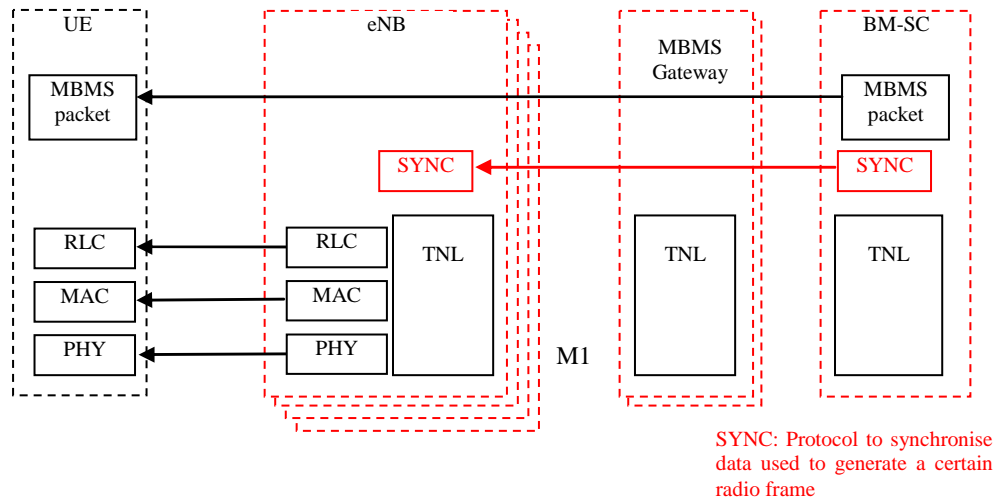 UE
eNB
MBMS
Gateway
BM-SC
MBMS
packet
MBMS
packet
SYNC
SYNC
RLC
RLC
TNL
TNL
TNL
MAC
MAC
PHY
PHY
M1
SYNC: Protocol to synchronise
data used to generate a certain
radio frame